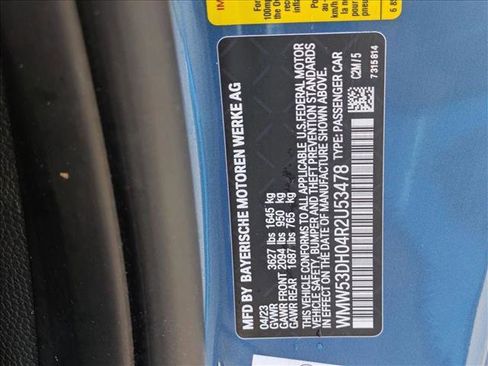 MFD BY BAYERISCHE MOTOREN WERKE AG
04/23
GVWR 3627 lbs 1645 kg
GAWR FRONT 2094 lbs 950 kg
GAWR REAR 1687 lbs 765 kg
THIS VEHICLE CONFORMS TO ALL APPLICABLE U.S. FEDERAL MOTOR
VEHICLE SAFETY, BUMPER, AND THEFT PREVENTION STANDARDS
IN EFFECT ON THE DATE OF MANUFACTURE SHOWN ABOVE.
WMW53DH04R2U53478 TYPE: PASSENGER CAR
C2M/5
7315814